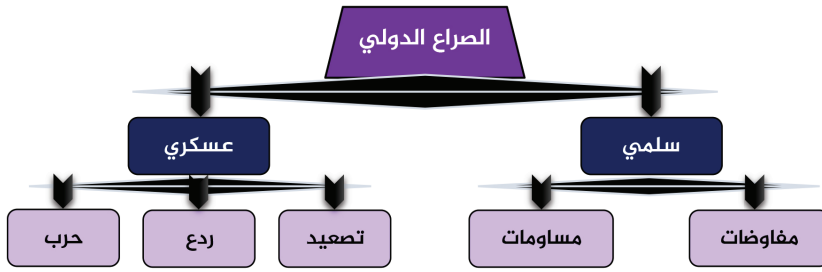 الصراع الدولي
سلمي
عسكري
مفاوضات
مساومات
تصعيد
ردع
حرب